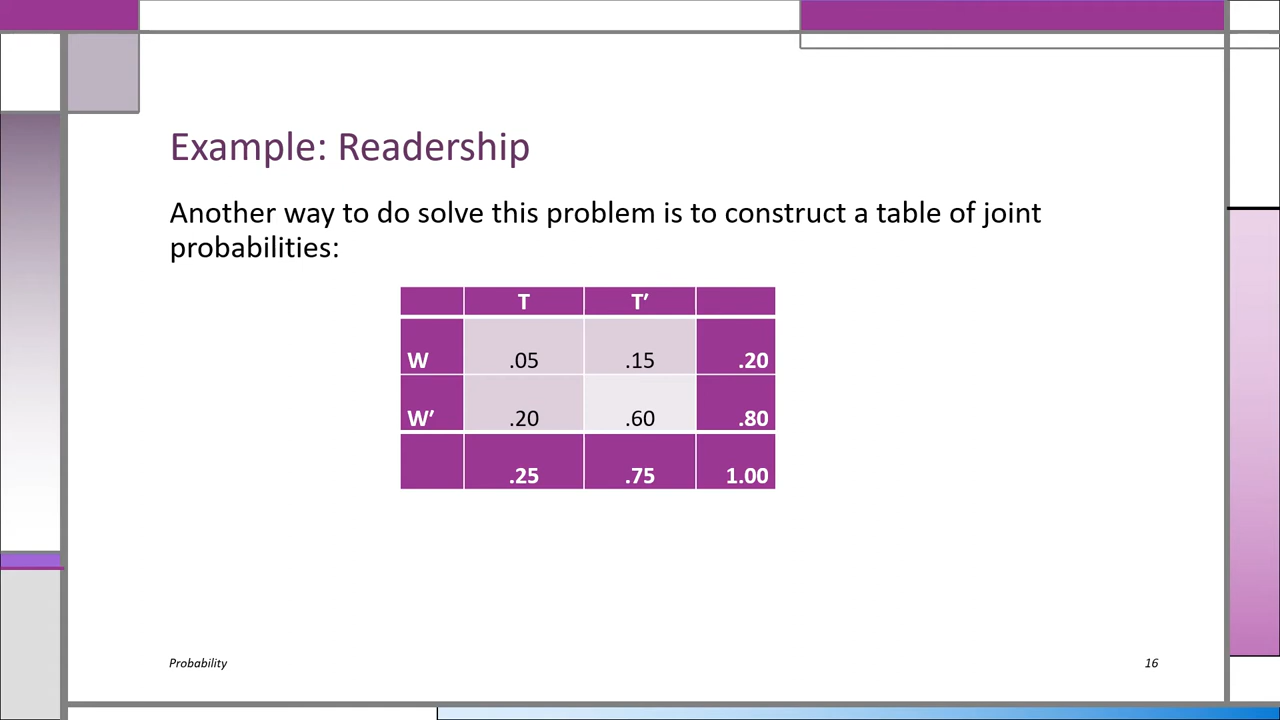 Example: Readership
Another way to do solve this problem is to construct a table of joint
probabilities:
T T′
W .05 .15 .20
W′ .20 .60 .80
.25 .75 1.00
Probability 16